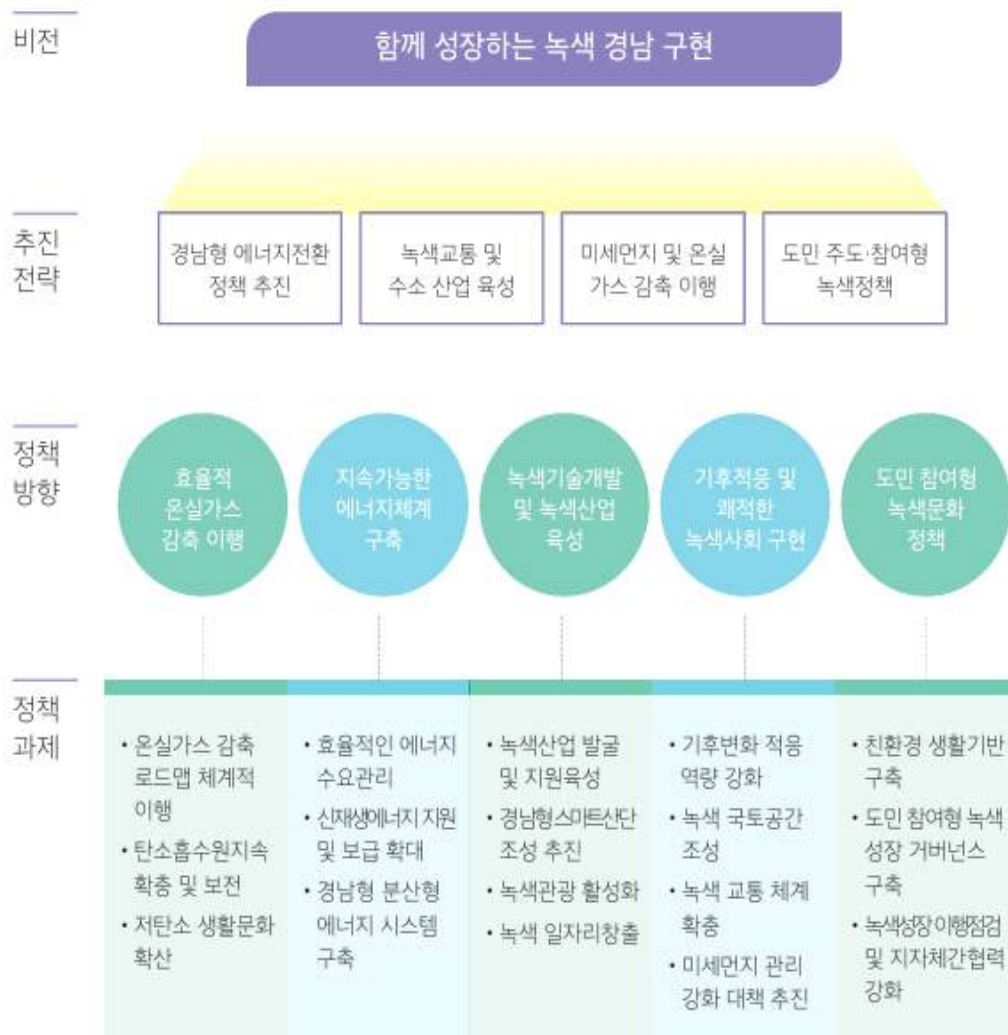 비전
함께 성장하는 녹색 경남 구현
추진
전략
경남형 에너지전환
정책 추진
녹색교통 및
수소 산업 육성
미세먼지 및 온실
가스 감축 이행
도민 주도·참여형
녹색정책
정책
방향
효율적
온실가스
감축 이행
지속가능한
에너지체계
구축
녹색기술개발
및 녹색산업
육성
기후적응 및
쾌적한
녹색사회 구현
도민 참여형
녹색문화
정책
정책
과제
• 온실가스 감축
로드맵 체계적
이행
• 탄소흡수원지속
확충 및 보전
• 저탄소 생활문화
확산
• 효율적인 에너지
수요관리
• 신재생에너지 지원
및 보급 확대
• 경남형 분산형
에너지 시스템
구축
• 녹색산업 발굴
및 지원육성
• 경남형스마트산단
조성 추진
• 녹색관광 활성화
• 녹색 일자리창출
• 기후변화 적응
역량 강화
• 녹색 국토공간
조성
• 녹색 교통 체계
확충
• 미세먼지 관리
강화 대책 추진
• 친환경 생활기반
구축
• 도민 참여형 녹색
성장 거버넌스
구축
• 녹색성장 이행점검
및 지자체간협력
강화